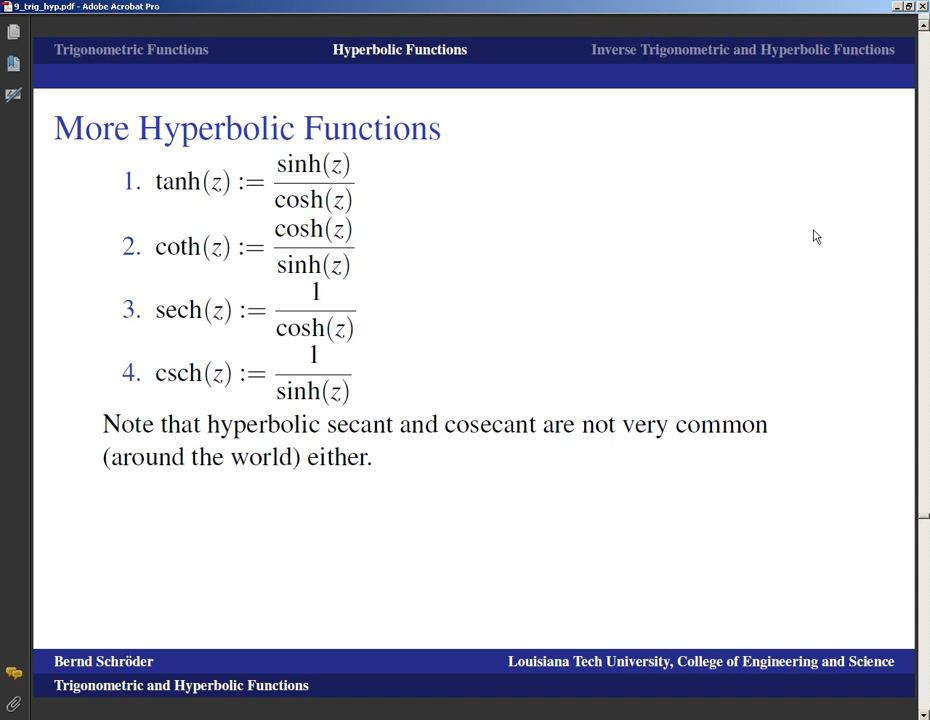 9_trig_hyp.pdf - Adobe Acrobat Pro
Trigonometric Functions Hyperbolic Functions Inverse Trigonometric and Hyperbolic Functions
More Hyperbolic Functions
1. tanh(z) := sinh(z) / cosh(z)
2. coth(z) := cosh(z) / sinh(z)
3. sech(z) := 1 / cosh(z)
4. csch(z) := 1 / sinh(z)
Note that hyperbolic secant and cosecant are not very common
(around the world) either.
Bernd Schröder Louisiana Tech University, College of Engineering and Science
Trigonometric and Hyperbolic Functions